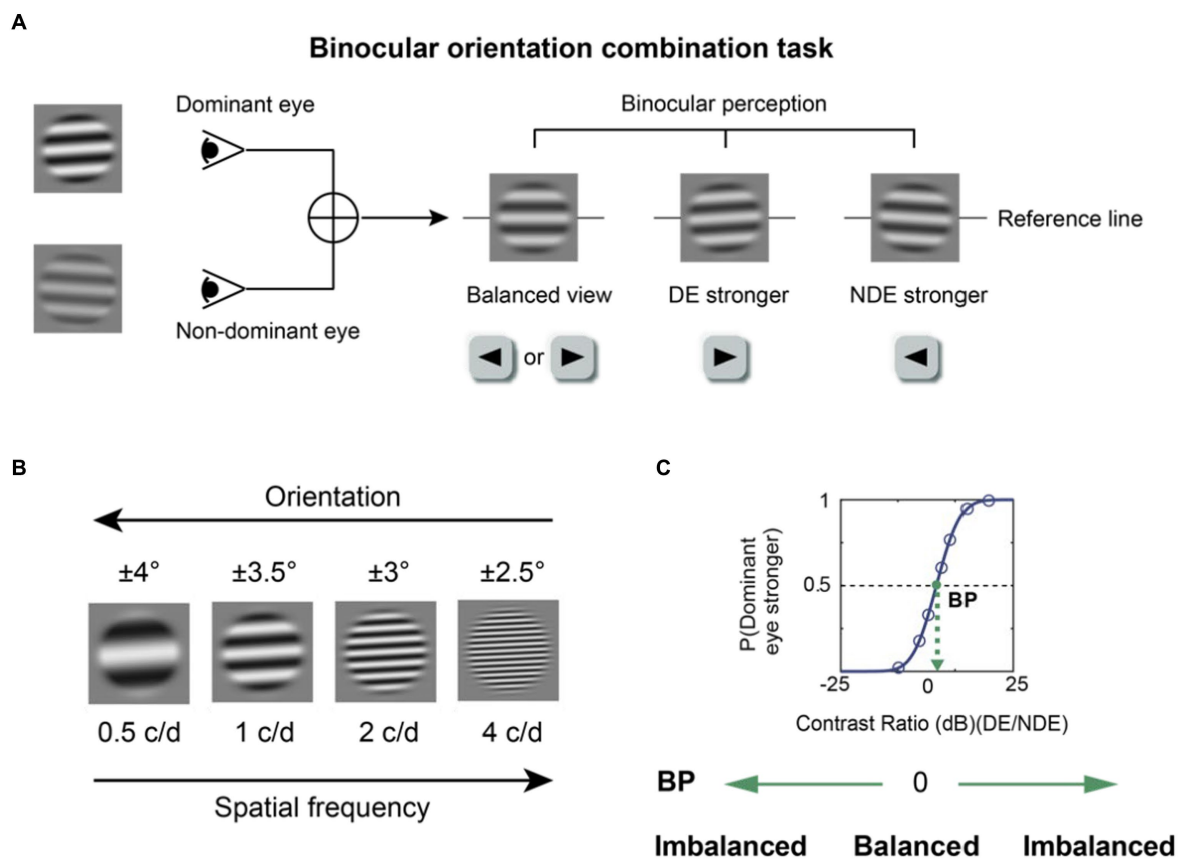 A
Binocular orientation combination task
Dominant eye
Binocular perception
Reference line
Balanced view
DE stronger
NDE stronger
Non-dominant eye
or
B
Orientation
±4°
±3.5°
±3°
±2.5°
0.5 c/d
1 c/d
2 c/d
4 c/d
Spatial frequency
C
P(Dominant
eye stronger)
1
0.5
BP
-25
0
25
Contrast Ratio (dB)(DE/NDE)
BP
0
Imbalanced
Balanced
Imbalanced